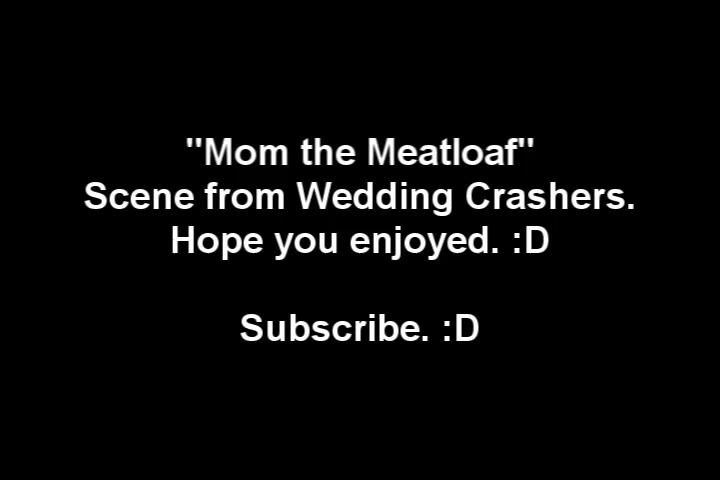 "Mom the Meatloaf"
Scene from Wedding Crashers.
Hope you enjoyed. :D
Subscribe. :D